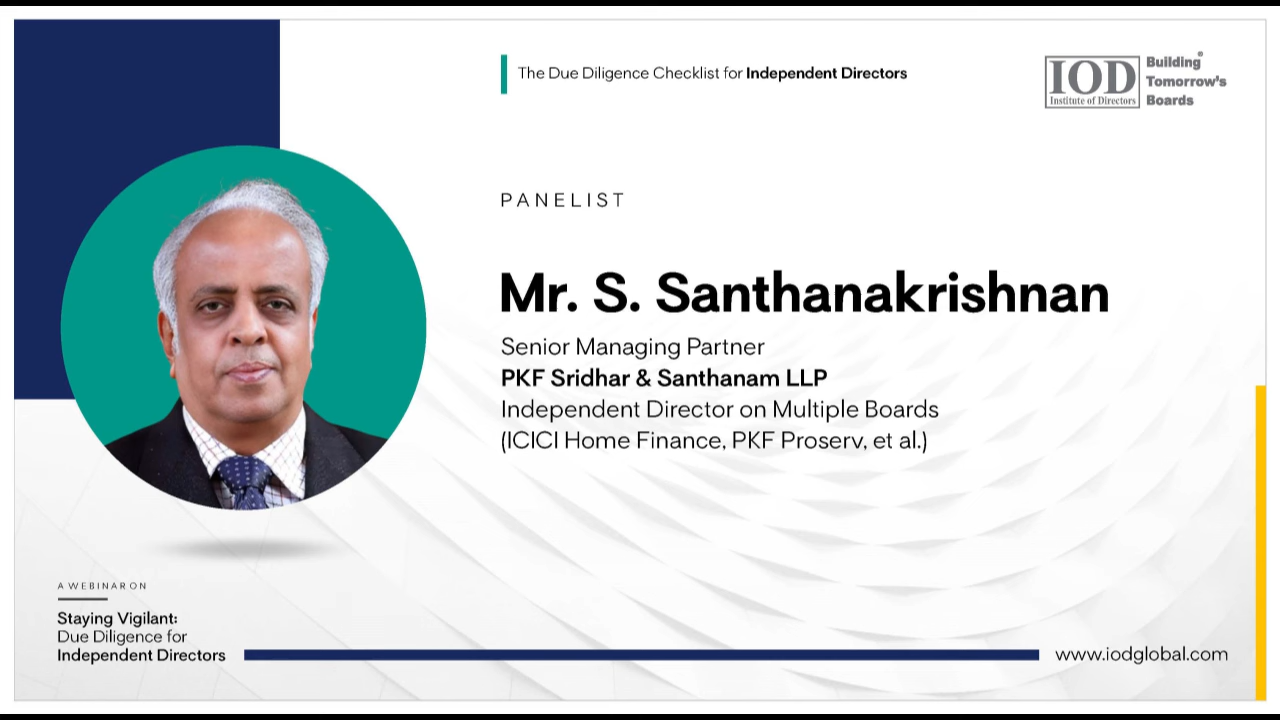 The Due Diligence Checklist for Independent Directors
IOD
Institute of Directors
Building®
Tomorrow's
Boards
PANELIST
Mr. S. Santhanakrishnan
Senior Managing Partner
PKF Sridhar & Santhanam LLP
Independent Director on Multiple Boards
(ICICI Home Finance, PKF Proserv, et al.)
A WEBINAR ON
Staying Vigilant:
Due Diligence for
Independent Directors
www.iodglobal.com